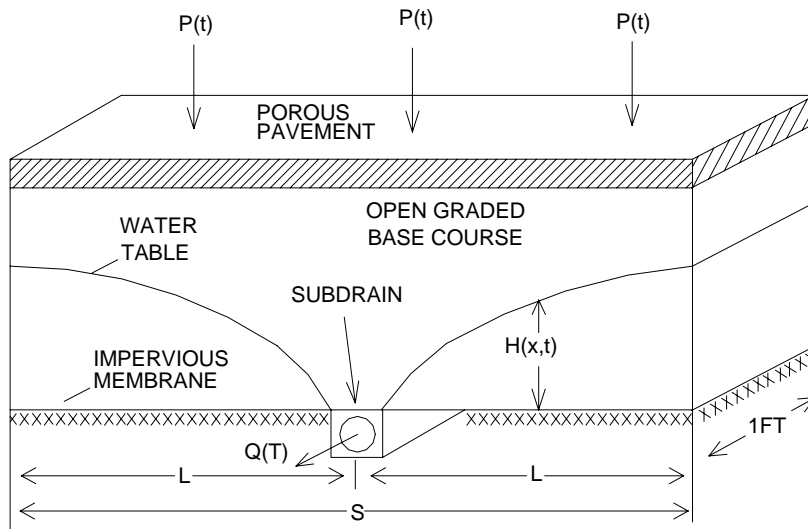 P(t)
P(t)
P(t)
POROUS
PAVEMENT
OPEN GRADED
BASE COURSE
WATER
TABLE
SUBDRAIN
H(x,t)
IMPERVIOUS
MEMBRANE
1FT
Q(T)
L
L
S